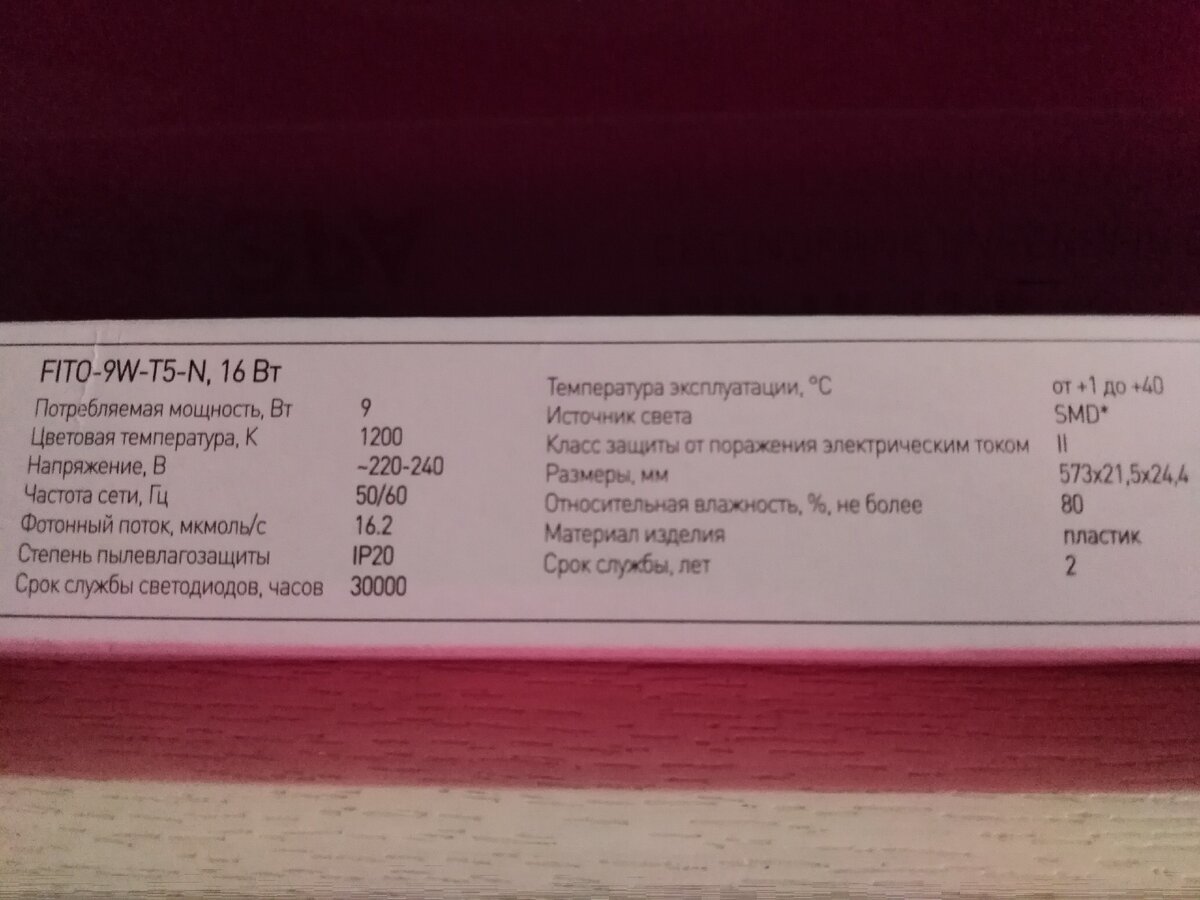 FITO-9W-T5-N, 16 Вт
Потребляемая мощность, Вт 9
Цветовая температура, К 1200
Напряжение, В ~220-240
Частота сети, Гц 50/60
Фотонный поток, мкмоль/с 16.2
Степень пылевлагозащиты IP20
Срок службы светодиодов, часов 30000
Температура эксплуатации, °С от +1 до +40
Источник света SMD*
Класс защиты от поражения электрическим током II
Размеры, мм 573x21,5x24,4
Относительная влажность, %, не более 80
Материал изделия пластик
Срок службы, лет 2